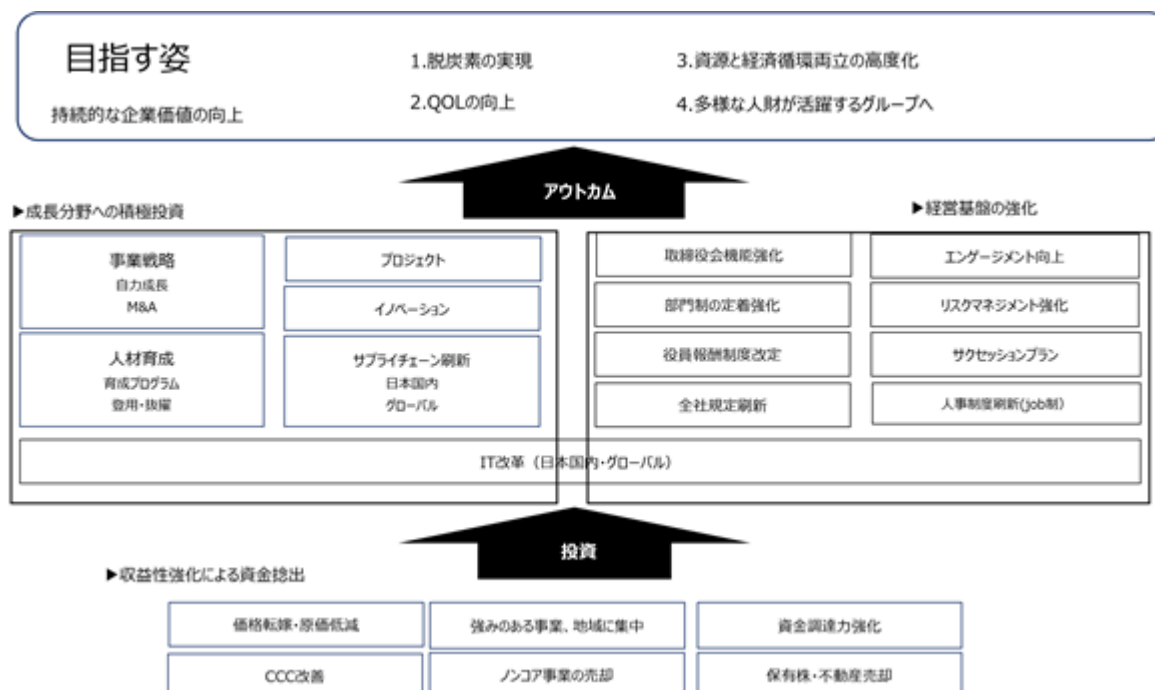 目指す姿
持続的な企業価値の向上
1.脱炭素の実現
2.QOLの向上
3.資源と経済循環両立の高度化
4.多様な人財が活躍するグループへ
アウトカム
▶成長分野への積極投資
▶経営基盤の強化
事業戦略
自力成長
M&A
プロジェクト
イノベーション
人材育成
育成プログラム
登用・抜擢
サプライチェーン刷新
日本国内
グローバル
取締役会機能強化
エンゲージメント向上
部門制の定着強化
リスクマネジメント強化
役員報酬制度改定
サクセッションプラン
全社規定刷新
人事制度刷新(job制)
IT改革（日本国内・グローバル）
投資
▶収益性強化による資金捻出
価格転嫁・原価低減
強みのある事業、地域に集中
資金調達力強化
CCC改善
ノンコア事業の売却
保有株・不動産売却